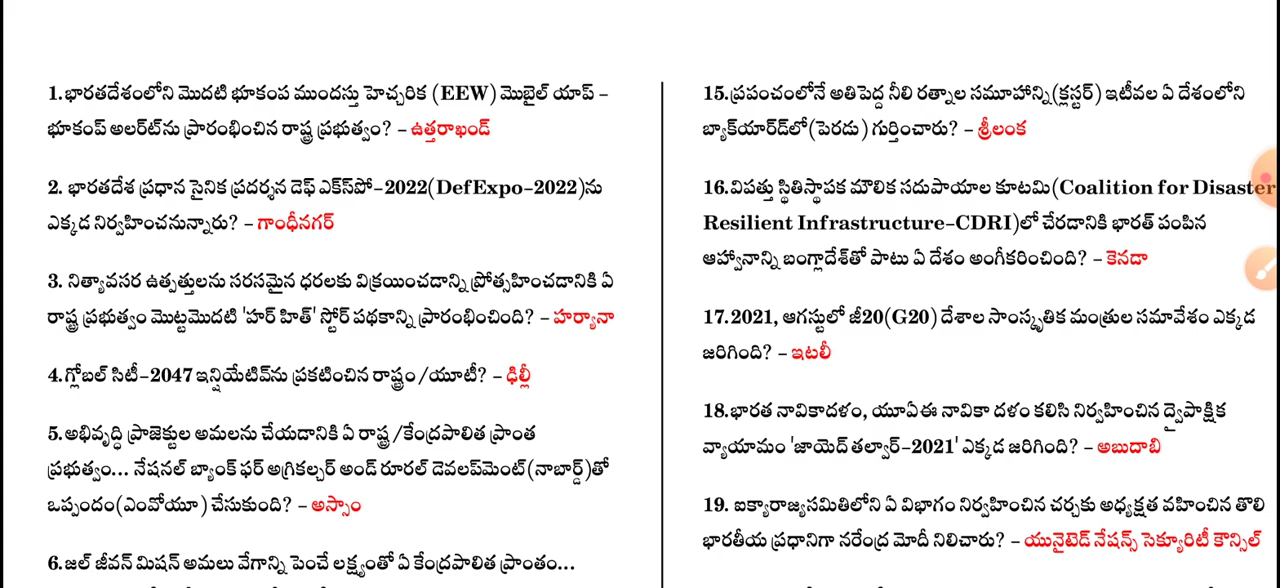 1.భారతదేశంలోని మొదటి భూకంప ముందస్తు హెచ్చరిక (EEW) మొబైల్ యాప్ –
భూకంప్ అలర్ట్‌ను ప్రారంభించిన రాష్ట్ర ప్రభుత్వం? – ఉత్తరాఖండ్
2. భారతదేశ ప్రధాన సైనిక ప్రదర్శన డెఫ్ ఎక్స్‌పో-2022(DefExpo-2022)ను
ఎక్కడ నిర్వహించనున్నారు? – గాంధీనగర్
3. నిత్యావసర ఉత్పత్తులను సరసమైన ధరలకు విక్రయించడాన్ని ప్రోత్సహించడానికి ఏ
రాష్ట్ర ప్రభుత్వం మొట్టమొదటి 'హర్ హిత్' స్టోర్ పథకాన్ని ప్రారంభించింది? – హర్యానా
4.గ్లోబల్ సిటీ-2047 ఇన్షియేటివ్‌ను ప్రకటించిన రాష్ట్రం/యూటీ? – ఢిల్లీ
5.అభివృద్ధి ప్రాజెక్టుల అమలను చేయడానికి ఏ రాష్ట్ర/కేంద్రపాలిత ప్రాంత
ప్రభుత్వం... నేషనల్ బ్యాంక్ ఫర్ అగ్రికల్చర్ అండ్ రూరల్ డెవలప్‌మెంట్(నాబార్డ్)తో
ఒప్పందం(ఎంవోయూ) చేసుకుంది? – అస్సాం
6.జల్ జీవన్ మిషన్ అమలు వేగాన్ని పెంచే లక్ష్యంతో ఏ కేంద్రపాలిత ప్రాంతం...
15.ప్రపంచంలోనే అతిపెద్ద నీలి రత్నాల సమూహాన్ని(క్లస్టర్) ఇటీవల ఏ దేశంలోని
బ్యాక్‌యార్డ్‌లో(పెరడు) గుర్తించారు? – శ్రీలంక
16.విపత్తు స్థితిస్థాపక మౌలిక సదుపాయాల కూటమి(Coalition for Disaster
Resilient Infrastructure-CDRI)లో చేరడానికి భారత్ పంపిన
ఆహ్వానాన్ని బంగ్లాదేశ్‌తో పాటు ఏ దేశం అంగీకరించింది? – కెనడా
17.2021, ఆగస్టులో జీ20(G20) దేశాల సాంస్కృతిక మంత్రుల సమావేశం ఎక్కడ
జరిగింది? – ఇటలీ
18.భారత నావికాదళం, యూఏఈ నావికా దళం కలిసి నిర్వహించిన ద్వైపాక్షిక
వ్యాయామం 'జాయెద్ తల్వార్-2021' ఎక్కడ జరిగింది? – అబుదాబి
19. ఐక్యారాజ్యసమితిలోని ఏ విభాగం నిర్వహించిన చర్చకు అధ్యక్షత వహించిన తొలి
భారతీయ ప్రధానిగా నరేంద్ర మోదీ నిలిచారు? – యునైటెడ్ నేషన్స్ సెక్యూరిటీ కౌన్సిల్